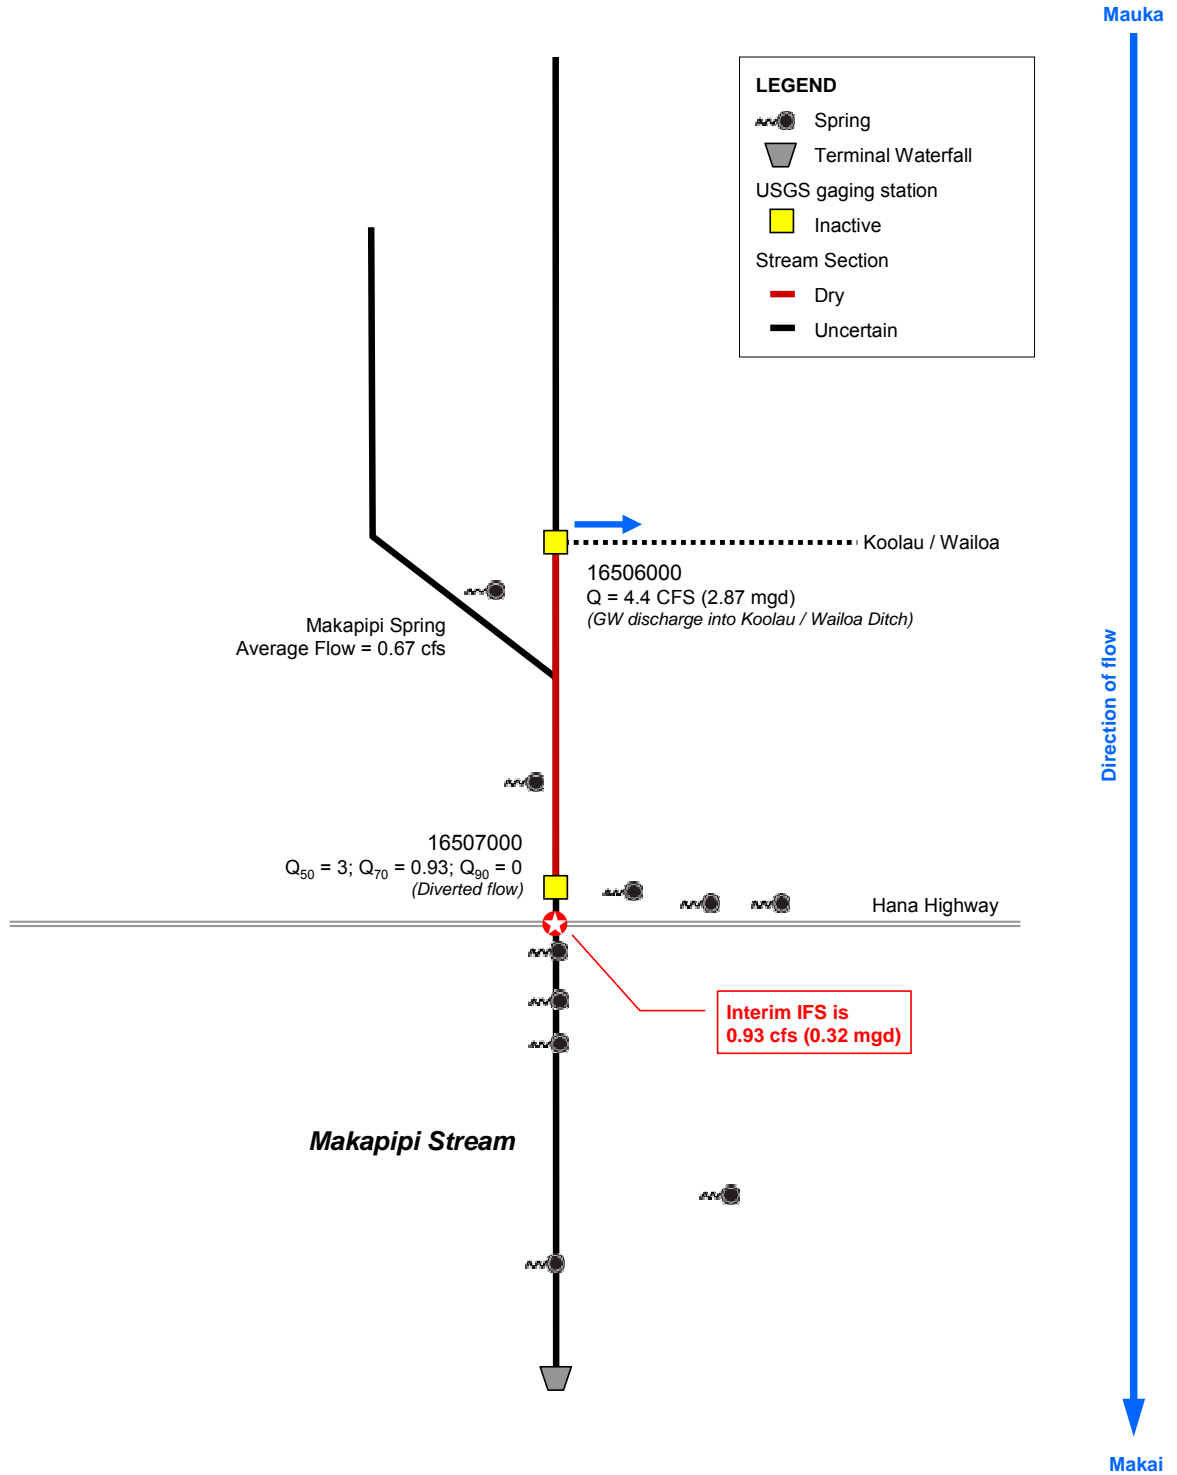 Mauka
LEGEND
Spring
Terminal Waterfall
USGS gaging station
Inactive
Stream Section
Dry
Uncertain
Koolau / Wailoa
16506000
Q = 4.4 CFS (2.87 mgd)
(GW discharge into Koolau / Wailoa Ditch)
Makapipi Spring
Average Flow = 0.67 cfs
Direction of flow
16507000
Q50 = 3; Q70 = 0.93; Q90 = 0
(Diverted flow)
Hana Highway
Interim IFS is
0.93 cfs (0.32 mgd)
Makapipi Stream
Makai